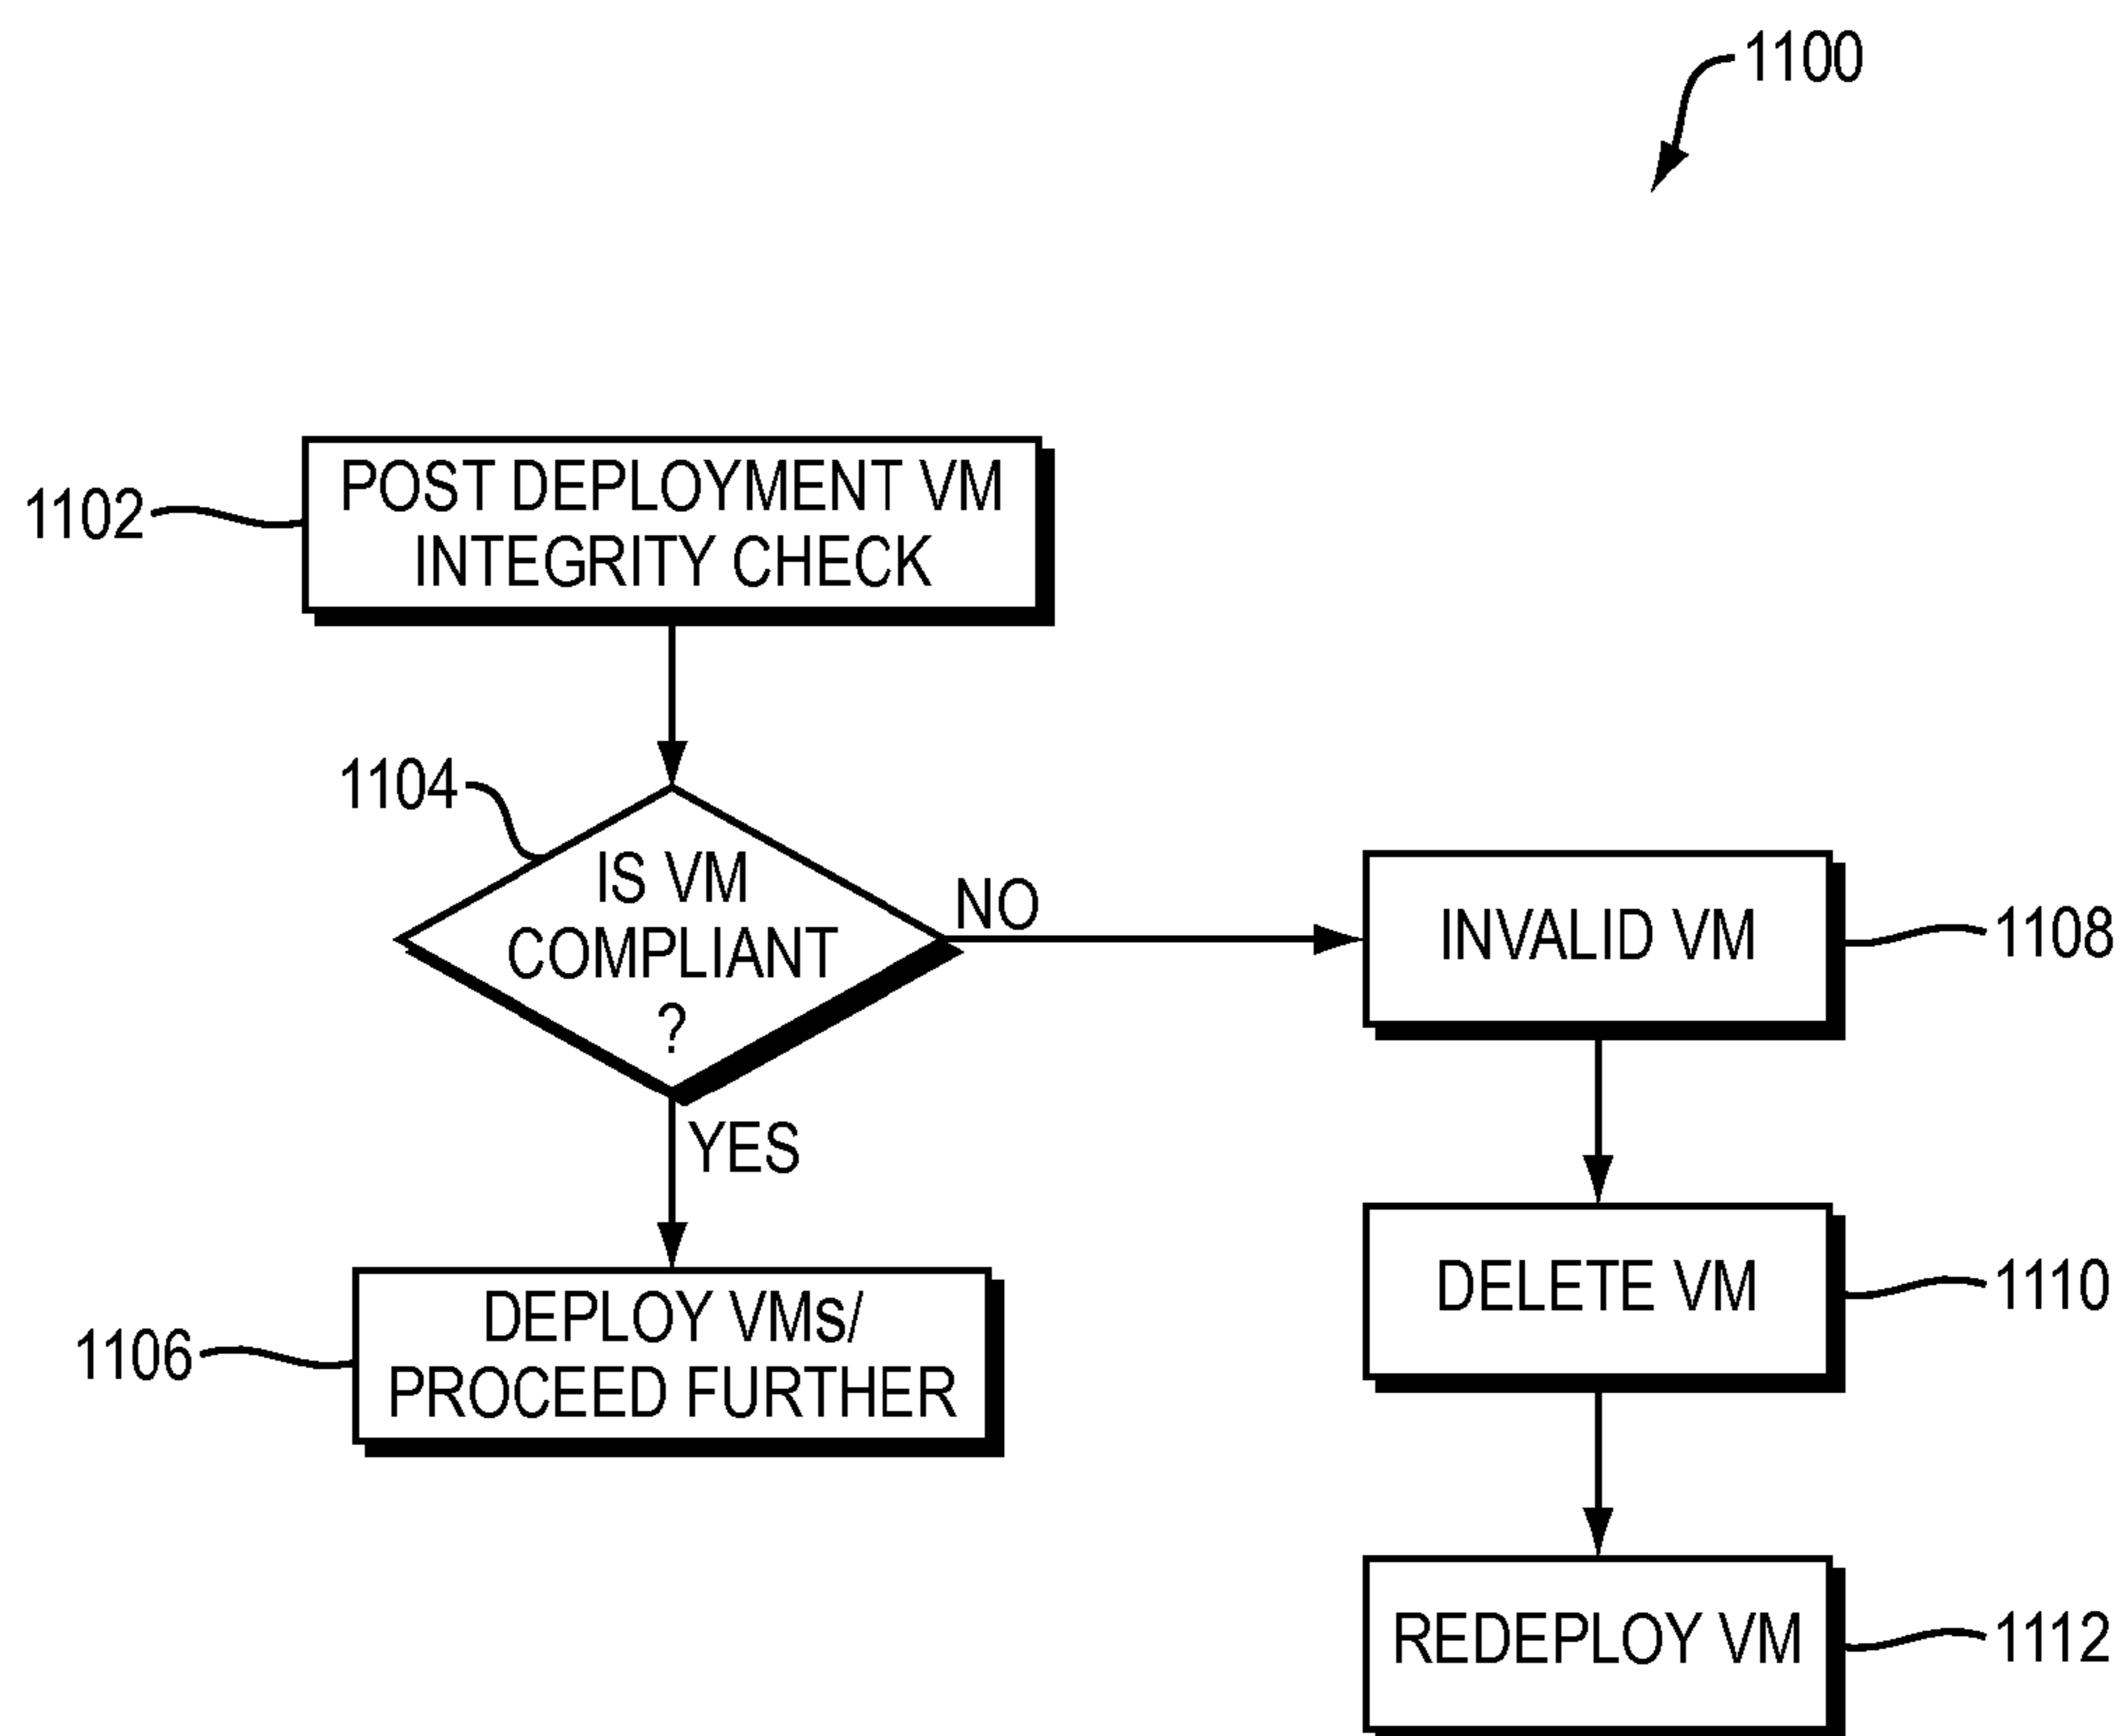 1100
POST DEPLOYMENT VM
INTEGRITY CHECK
1102
1104
IS VM
COMPLIANT
?
NO
INVALID VM
1108
YES
DELETE VM
1110
DEPLOY VMs/
PROCEED FURTHER
1106
REDEPLOY VM
1112